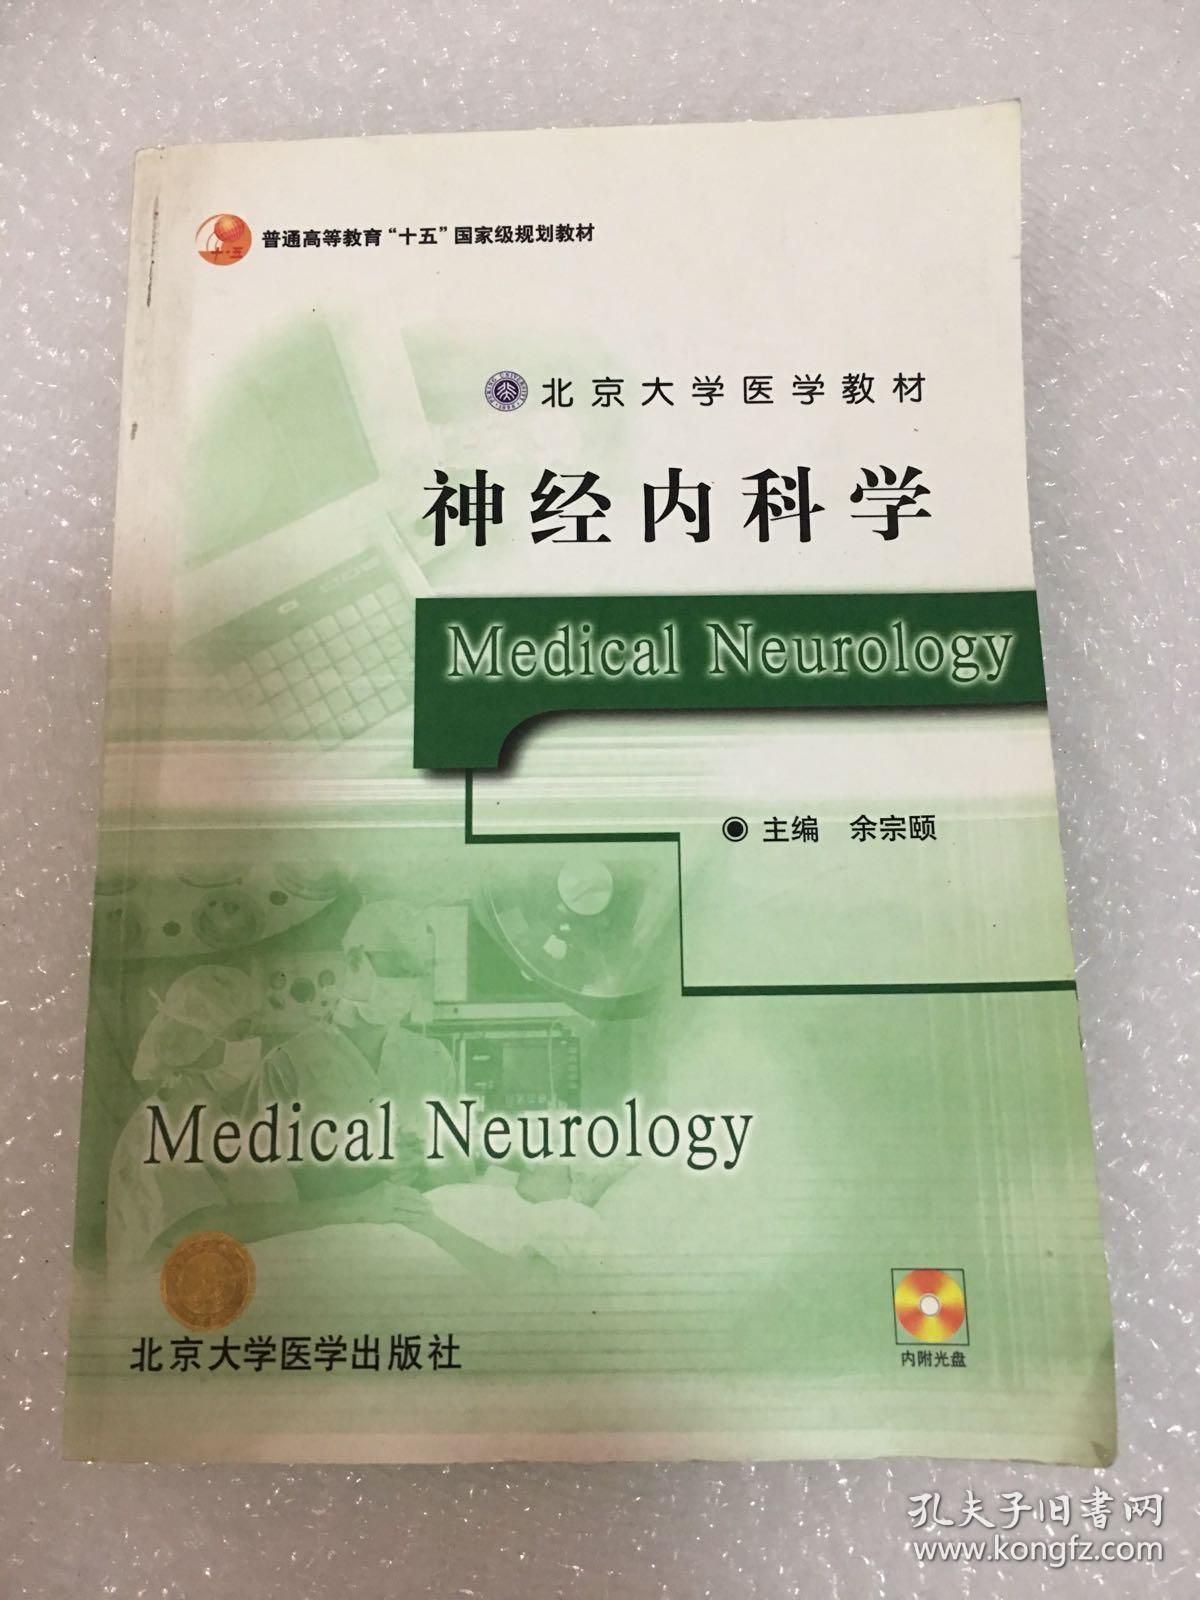 普通高等教育“十五”国家级规划教材
十·五
北京大学医学教材
神经内科学
Medical Neurology
主编 余宗颐
Medical Neurology
北京大学医学出版社
内附光盘
孔夫子旧书网
www.kongfz.com